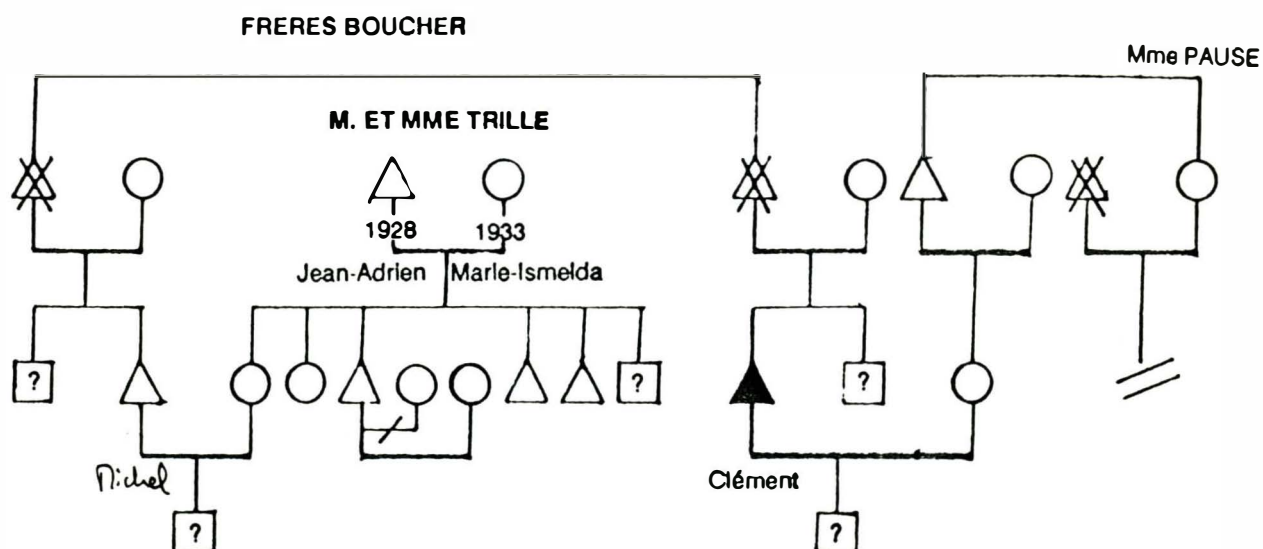 FRERES BOUCHER
Mme PAUSE
M. ET MME TRILLE
1928 1933
Jean-Adrien Marie-Ismelda
? ? ?
Michel Clément
? ?